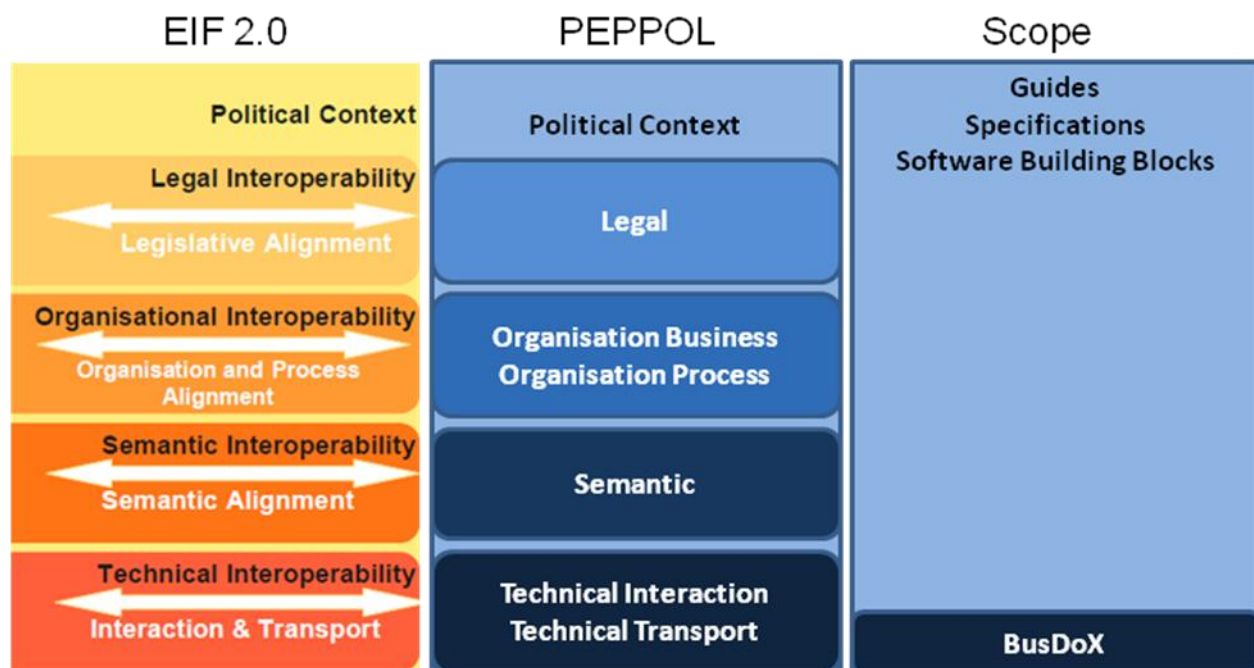 EIF 2.0
Political Context
Legal Interoperability
Legislative Alignment
Organisational Interoperability
Organisation and Process
Alignment
Semantic Interoperability
Semantic Alignment
Technical Interoperability
Interaction & Transport
PEPPOL
Political Context
Legal
Organisation Business
Organisation Process
Semantic
Technical Interaction
Technical Transport
Scope
Guides
Specifications
Software Building Blocks
BusDoX